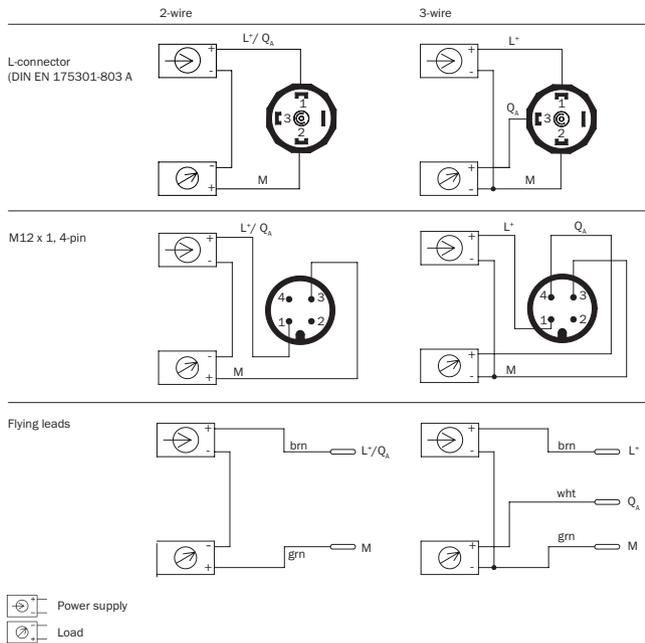 2-wire 3-wire
L-connector
(DIN EN 175301-803 A
+ L⁺/ Q_A
-
1
3
2
-
+ M
+ L⁺
-
Q_A
1
3
2
+
- M
M12 x 1, 4-pin
+ L⁺/ Q_A
-
4 3
1 2
-
+ M
+ L⁺ Q_A
-
4 3
1 2
+
- M
Flying leads
+ brn L⁺/Q_A
-
-
+ grn M
+ brn L⁺
-
wht Q_A
+ grn M
-
+
- Power supply
-
+ Load